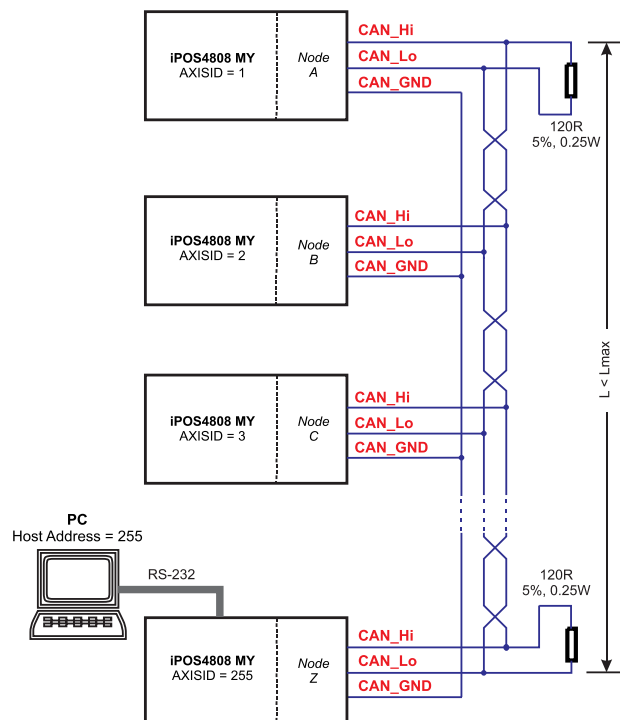 iPOS4808 MY
AXISID = 1
Node
A
CAN_Hi
CAN_Lo
CAN_GND
120R
5%, 0.25W
iPOS4808 MY
AXISID = 2
Node
B
CAN_Hi
CAN_Lo
CAN_GND
L < Lmax
iPOS4808 MY
AXISID = 3
Node
C
CAN_Hi
CAN_Lo
CAN_GND
PC
Host Address = 255
RS-232
120R
5%, 0.25W
iPOS4808 MY
AXISID = 255
Node
Z
CAN_Hi
CAN_Lo
CAN_GND